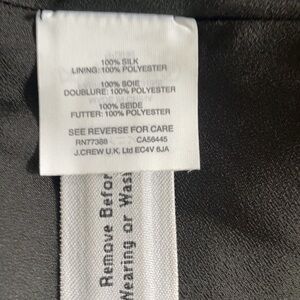 100% SILK
LINING: 100% POLYESTER
100% SOIE
DOUBLURE: 100% POLYESTER
100% SEIDE
FUTTER: 100% POLYESTER
SEE REVERSE FOR CARE
RN77388 CA56445
J.CREW U.K. Ltd EC4V 6JA
Remove Befor
Wearing or Was